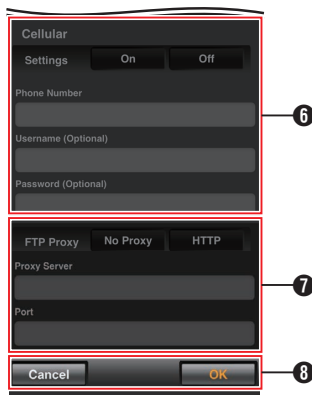 Cellular
Settings On Off
Phone Number
6
Username (Optional)
Password (Optional)
FTP Proxy No Proxy HTTP
Proxy Server
7
Port
Cancel OK 8